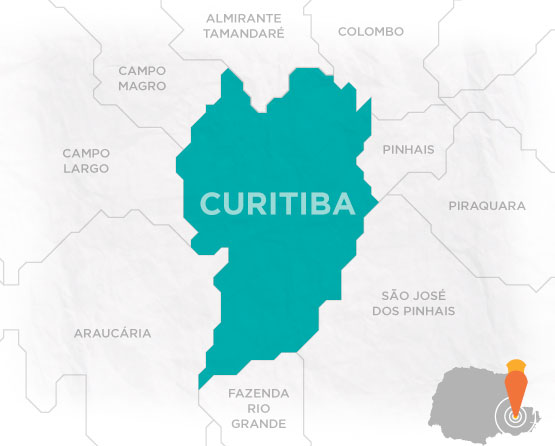 ALMIRANTE
TAMANDARÉ
COLOMBO
CAMPO
MAGRO
PINHAIS
CAMPO
LARGO
CURITIBA
PIRAQUARA
SÃO JOSÉ
DOS PINHAIS
ARAUCÁRIA
FAZENDA
RIO
GRANDE